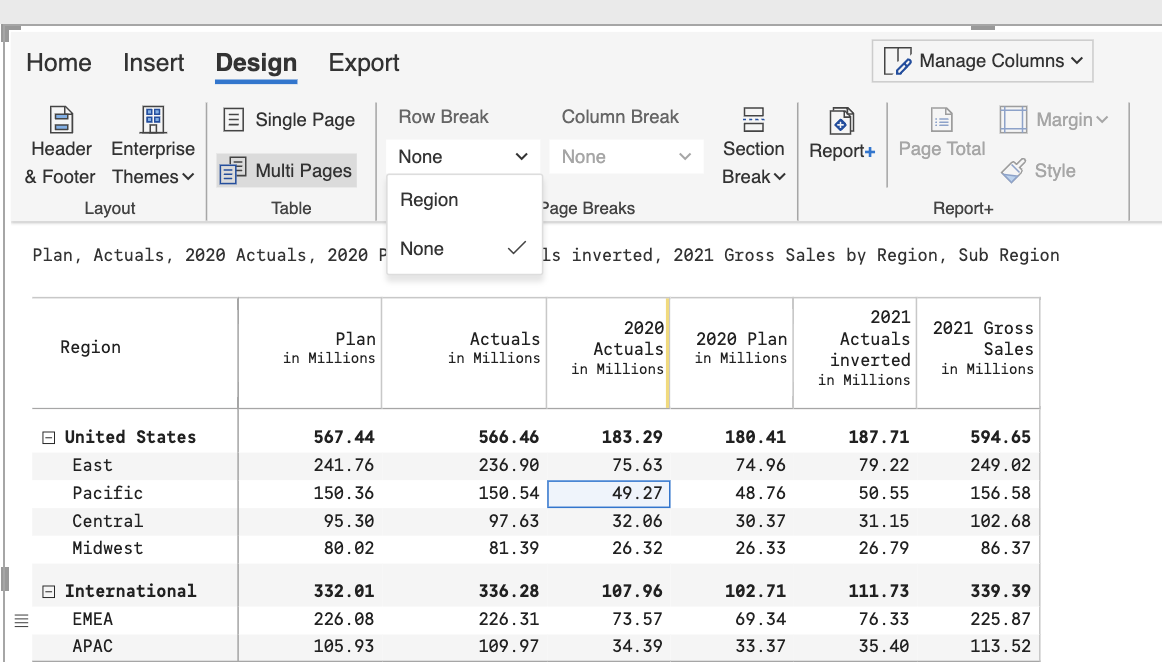 Home Insert Design Export Manage Columns
Header & Footer
Enterprise Themes
Layout
Single Page
Multi Pages
Table
Row Break
None
Region
None
Column Break
None
Section Break
Page Breaks
Report+
Page Total
Margin
Style
Report+
Plan, Actuals, 2020 Actuals, 2020 P ls inverted, 2021 Gross Sales by Region, Sub Region
Region Plan in Millions Actuals in Millions 2020 Actuals in Millions 2020 Plan in Millions 2021 Actuals inverted in Millions 2021 Gross Sales in Millions
United States 567.44 566.46 183.29 180.41 187.71 594.65
East 241.76 236.90 75.63 74.96 79.22 249.02
Pacific 150.36 150.54 49.27 48.76 50.55 156.58
Central 95.30 97.63 32.06 30.37 31.15 102.68
Midwest 80.02 81.39 26.32 26.33 26.79 86.37
International 332.01 336.28 107.96 102.71 111.73 339.39
EMEA 226.08 226.31 73.57 69.34 76.33 225.87
APAC 105.93 109.97 34.39 33.37 35.40 113.52